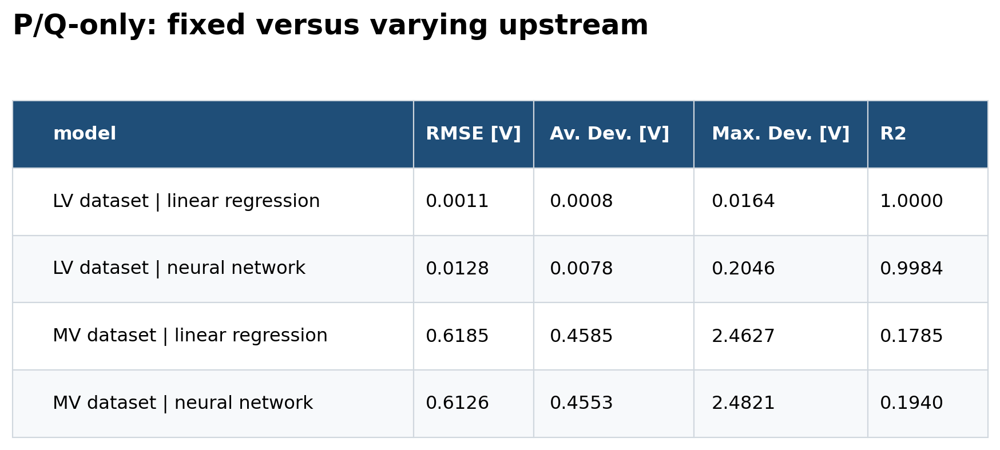 P/Q-only: fixed versus varying upstream
model RMSE [V] Av. Dev. [V] Max. Dev. [V] R2
LV dataset | linear regression 0.0011 0.0008 0.0164 1.0000
LV dataset | neural network 0.0128 0.0078 0.2046 0.9984
MV dataset | linear regression 0.6185 0.4585 2.4627 0.1785
MV dataset | neural network 0.6126 0.4553 2.4821 0.1940